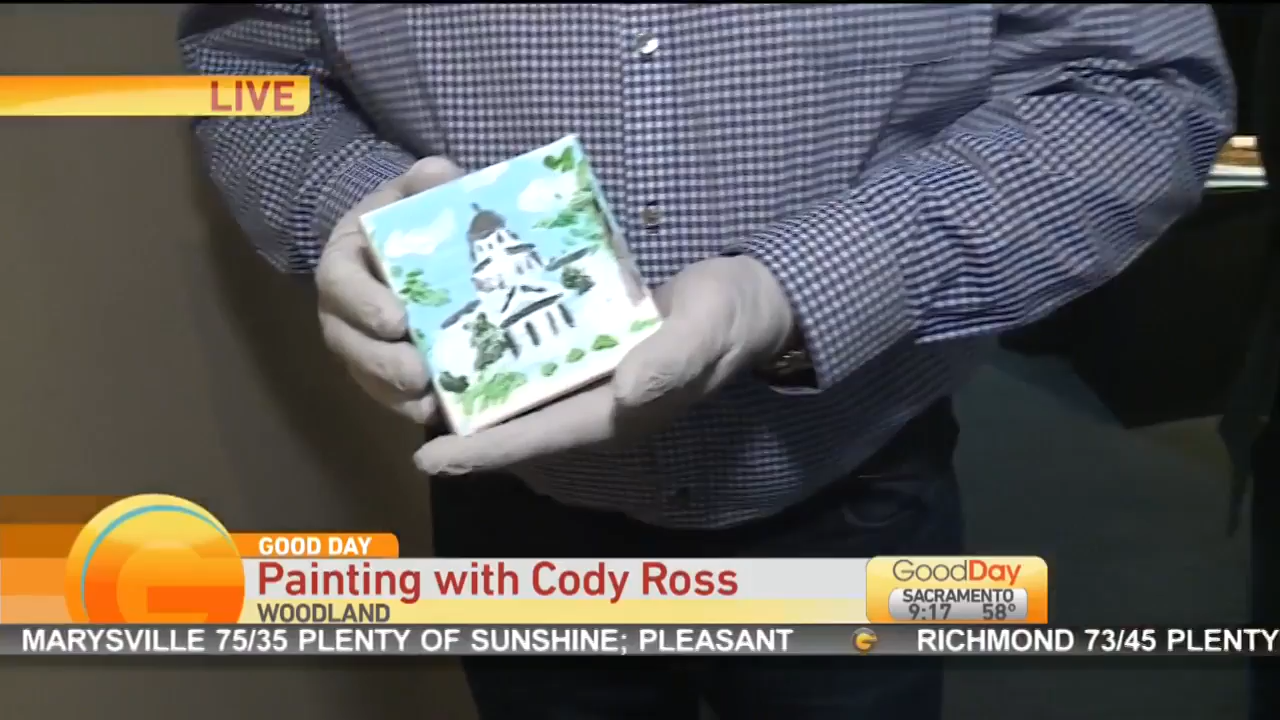 LIVE
GOOD DAY
Painting with Cody Ross
WOODLAND
GoodDay
SACRAMENTO
9:17 58°
MARYSVILLE 75/35 PLENTY OF SUNSHINE; PLEASANT RICHMOND 73/45 PLENTY